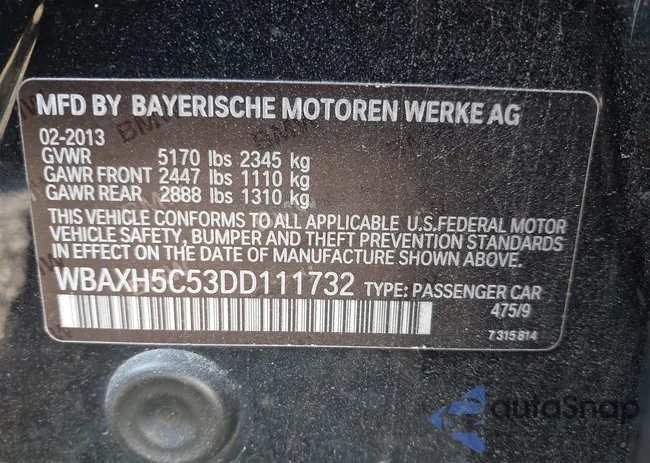 MFD BY BAYERISCHE MOTOREN WERKE AG
02-2013
GVWR 5170 lbs 2345 kg
GAWR FRONT 2447 lbs 1110 kg
GAWR REAR 2888 lbs 1310 kg
THIS VEHICLE CONFORMS TO ALL APPLICABLE U.S.FEDERAL MOTOR
VEHICLE SAFETY, BUMPER AND THEFT PREVENTION STANDARDS
IN EFFECT ON THE DATE OF MANUFACTURE SHOWN ABOVE.
WBAXH5C53DD111732 TYPE: PASSENGER CAR
475/9
7 315 814
autoSnap